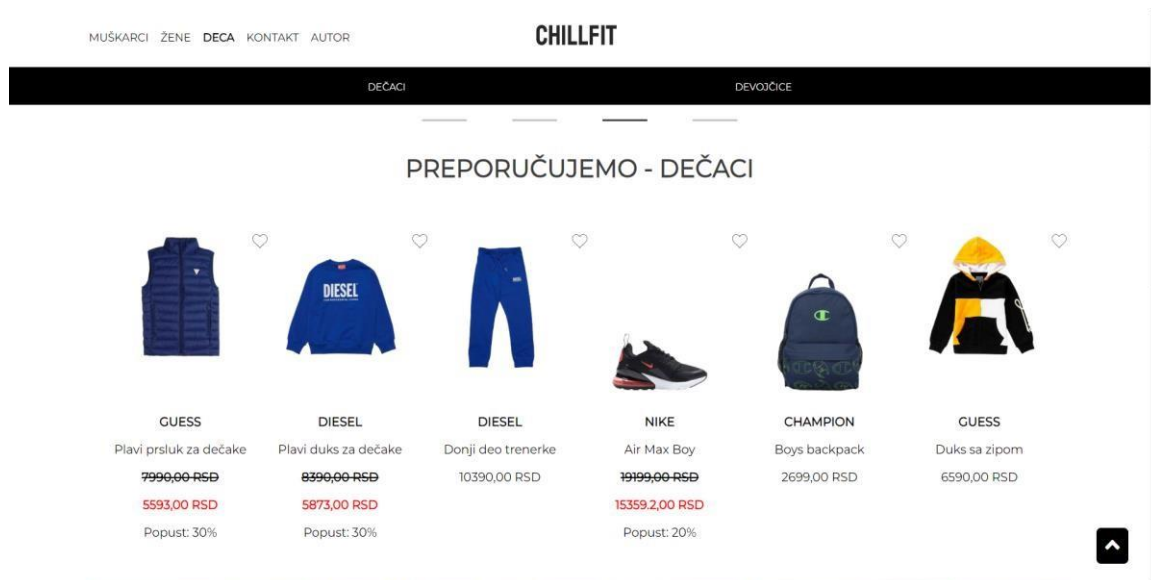 MUŠKARCI ŽENE DECA KONTAKT AUTOR
CHILLFIT
DEČACI DEVOJČICE
PREPORUČUJEMO - DEČACI
DIESEL
GUESS DIESEL DIESEL NIKE CHAMPION GUESS
Plavi prsluk za dečake Plavi duks za dečake Donji deo trenerke Air Max Boy Boys backpack Duks sa zipom
7990,00 RSD 8390,00 RSD 10390,00 RSD 19199,00 RSD 2699,00 RSD 6590,00 RSD
5593,00 RSD 5873,00 RSD 15359.2,00 RSD
Popust: 30% Popust: 30% Popust: 20%